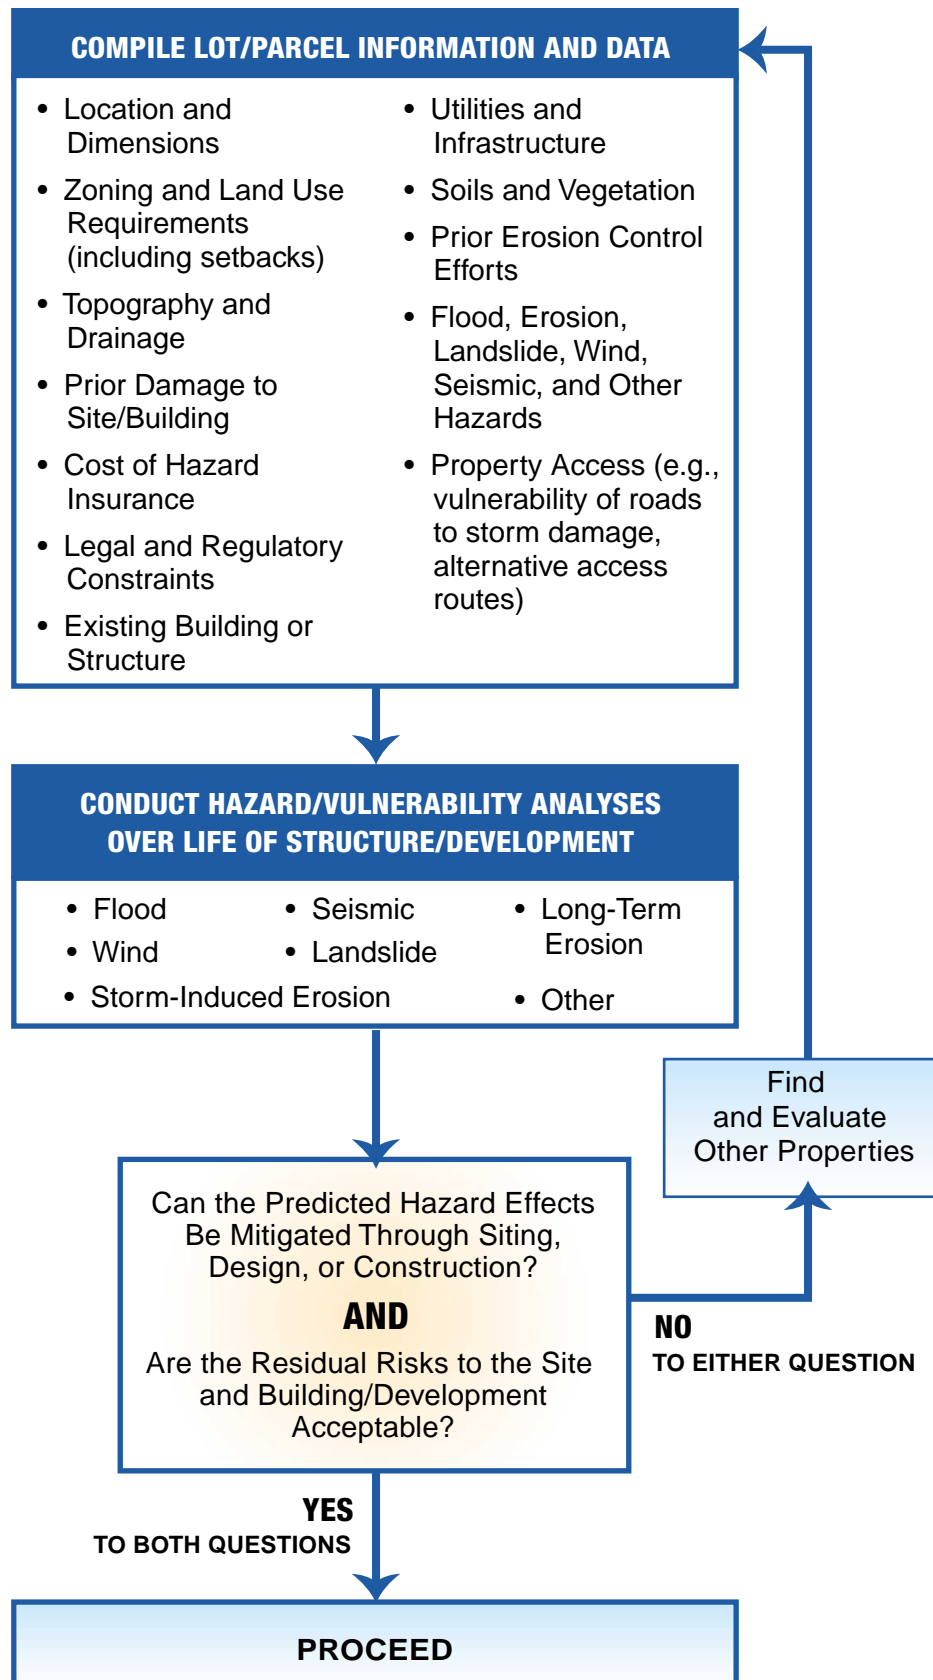 COMPILE LOT/PARCEL INFORMATION AND DATA
• Location and
Dimensions
• Zoning and Land Use
Requirements
(including setbacks)
• Topography and
Drainage
• Prior Damage to
Site/Building
• Cost of Hazard
Insurance
• Legal and Regulatory
Constraints
• Existing Building or
Structure
• Utilities and
Infrastructure
• Soils and Vegetation
• Prior Erosion Control
Efforts
• Flood, Erosion,
Landslide, Wind,
Seismic, and Other
Hazards
• Property Access (e.g.,
vulnerability of roads
to storm damage,
alternative access
routes)
CONDUCT HAZARD/VULNERABILITY ANALYSES
OVER LIFE OF STRUCTURE/DEVELOPMENT
• Flood
• Wind
• Storm-Induced Erosion
• Seismic
• Landslide
• Long-Term
Erosion
• Other
Find
and Evaluate
Other Properties
Can the Predicted Hazard Effects
Be Mitigated Through Siting,
Design, or Construction?
AND
Are the Residual Risks to the Site
and Building/Development
Acceptable?
NO
TO EITHER QUESTION
YES
TO BOTH QUESTIONS
PROCEED